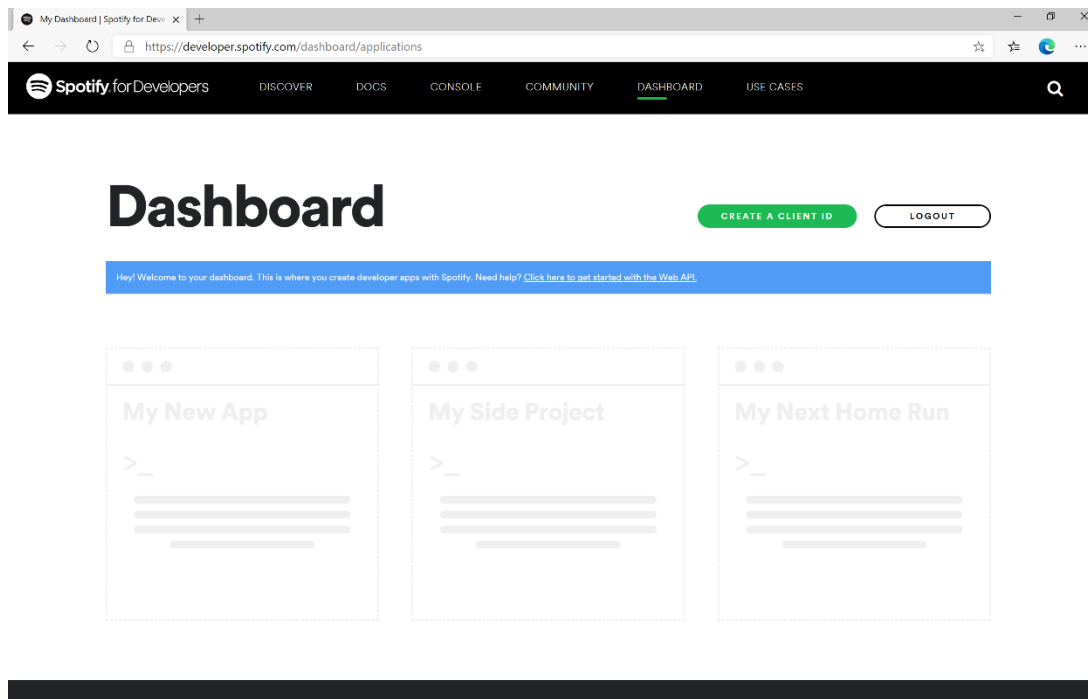 My Dashboard | Spotify for Deve
https://developer.spotify.com/dashboard/applications
Spotify for Developers DISCOVER DOCS CONSOLE COMMUNITY DASHBOARD USE CASES
Dashboard
CREATE A CLIENT ID LOGOUT
Hey! Welcome to your dashboard. This is where you create developer apps with Spotify. Need help? Click here to get started with the Web API.
My New App My Side Project My Next Home Run
>_ >_ >_